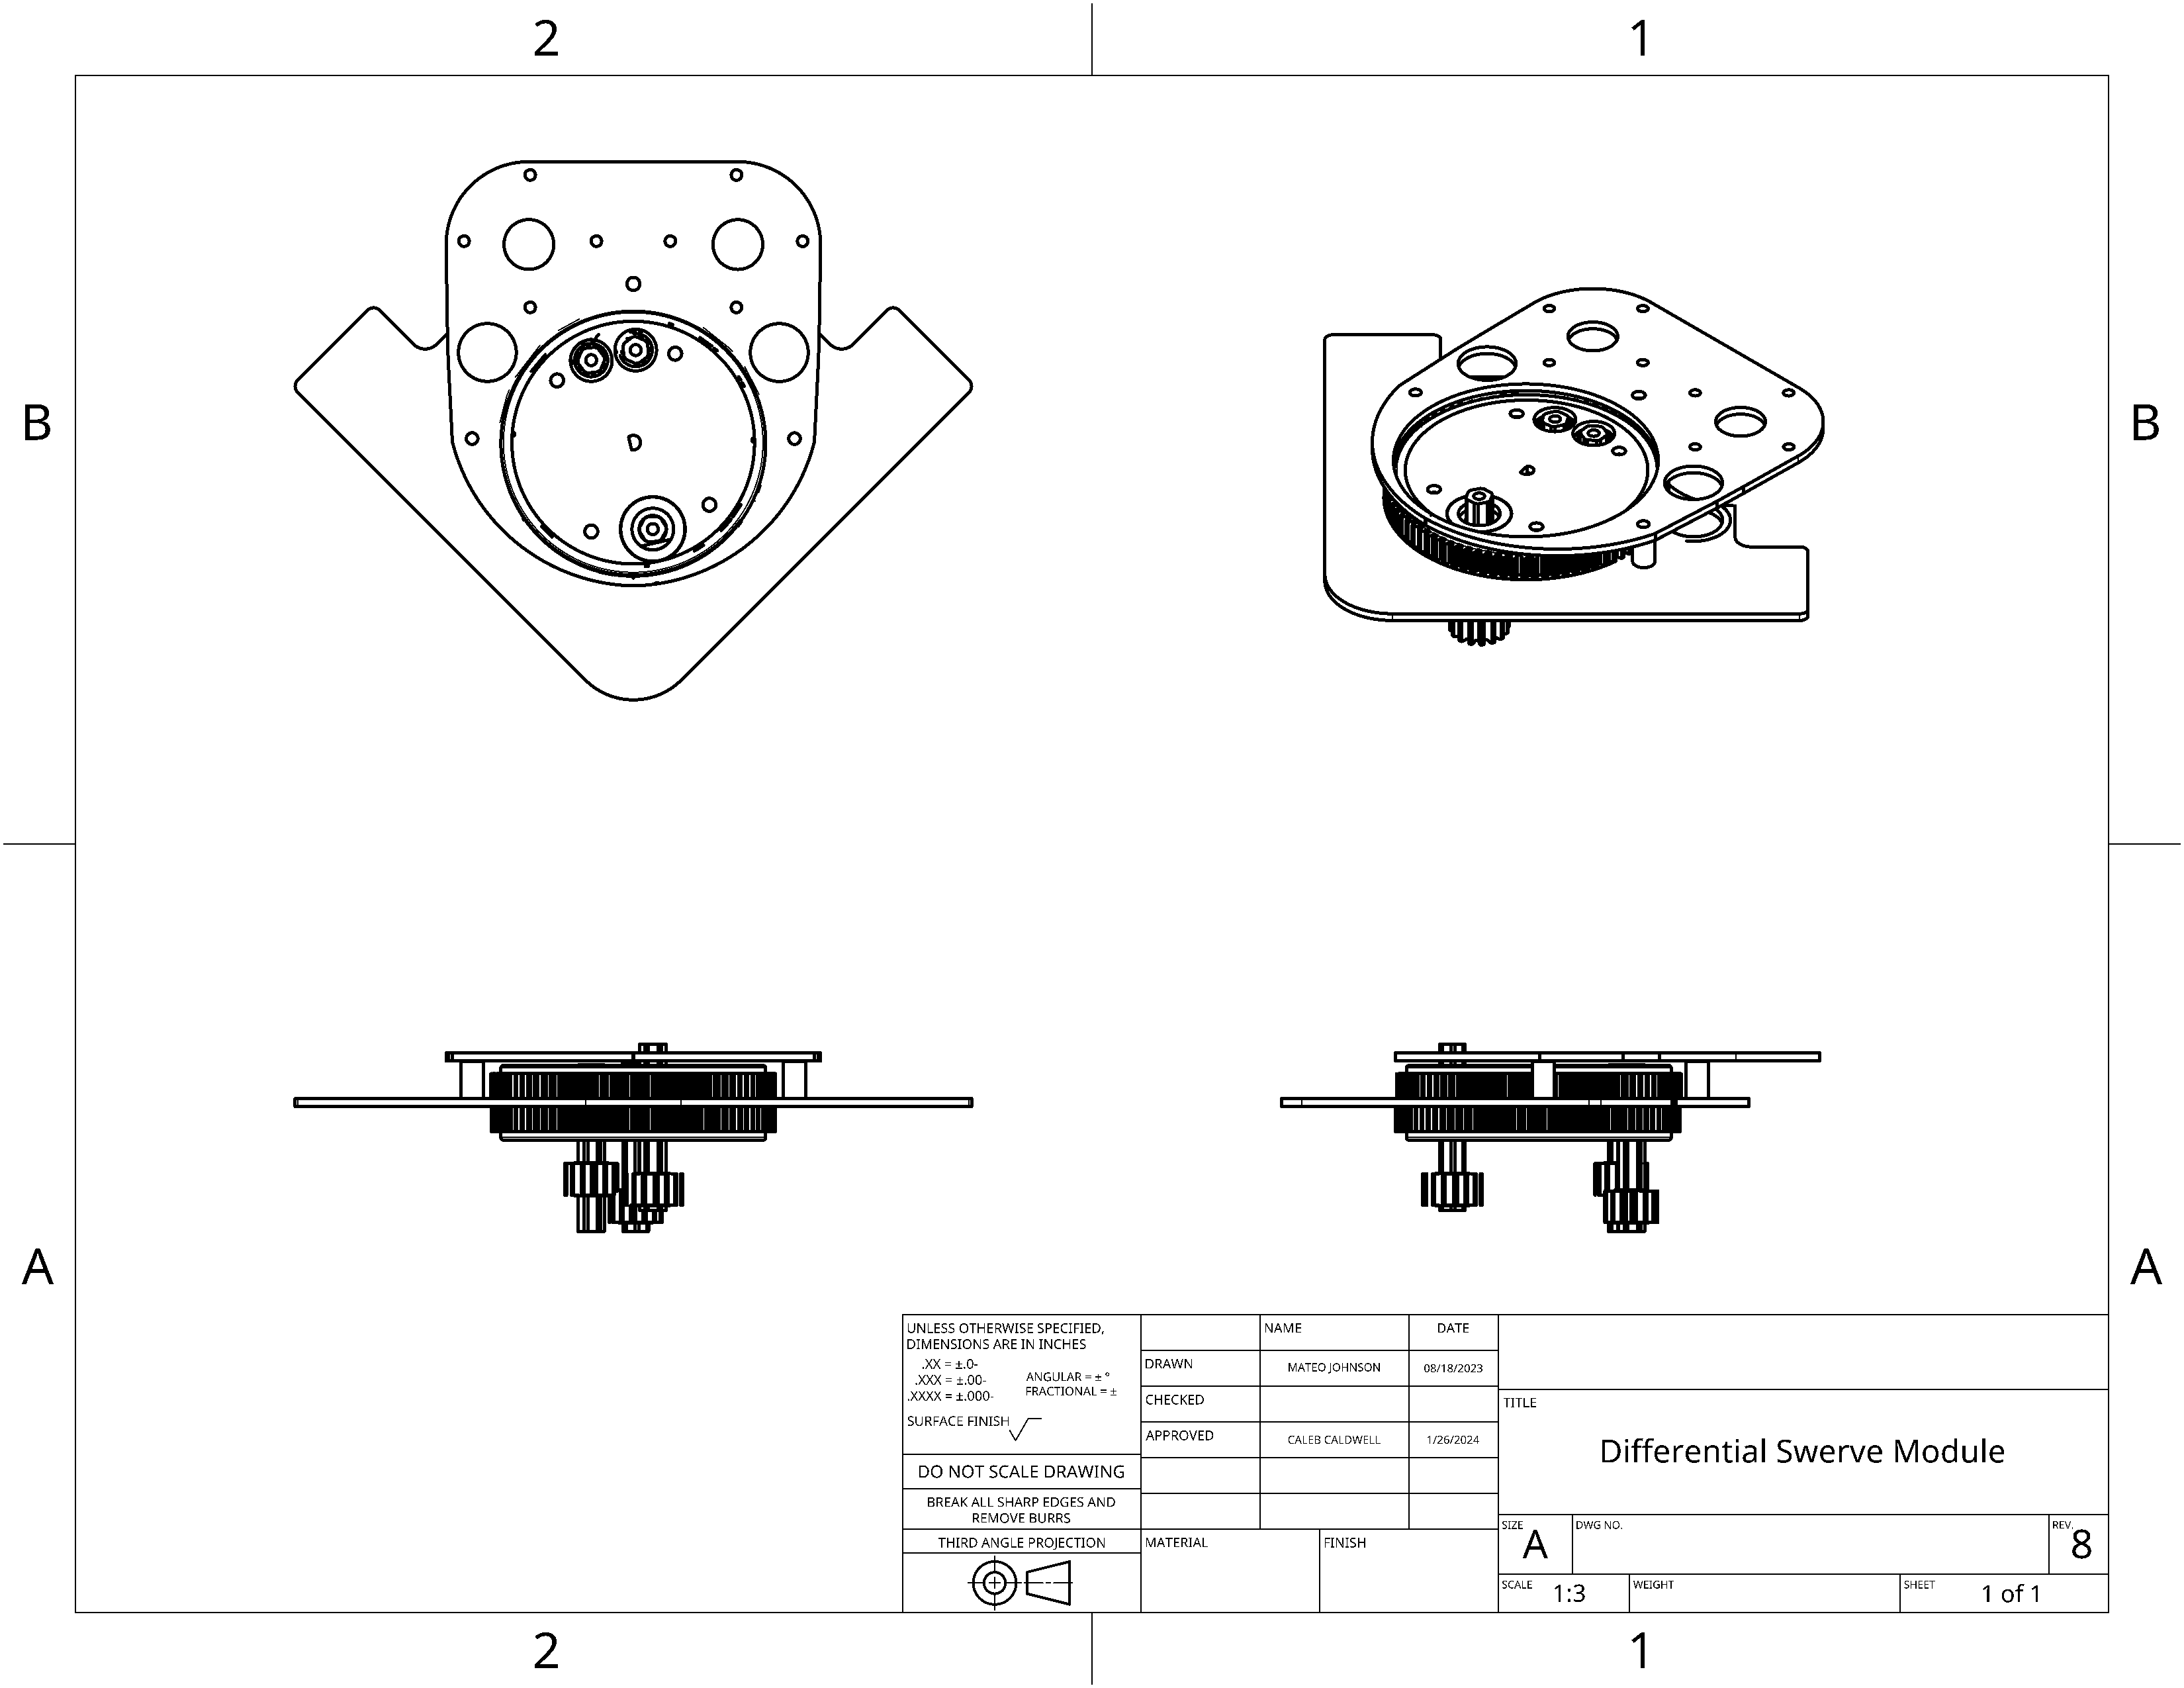 2 1
B B
A A
UNLESS OTHERWISE SPECIFIED,
DIMENSIONS ARE IN INCHES
.XX = ±.0-
.XXX = ±.00-
.XXXX = ±.000-
ANGULAR = ± °
FRACTIONAL = ±
SURFACE FINISH
DO NOT SCALE DRAWING
BREAK ALL SHARP EDGES AND
REMOVE BURRS
THIRD ANGLE PROJECTION
NAME DATE
DRAWN MATEO JOHNSON 08/18/2023
CHECKED
APPROVED CALEB CALDWELL 1/26/2024
MATERIAL FINISH
TITLE
Differential Swerve Module
SIZE A DWG NO. REV. 8
SCALE 1:3 WEIGHT SHEET 1 of 1
2 1